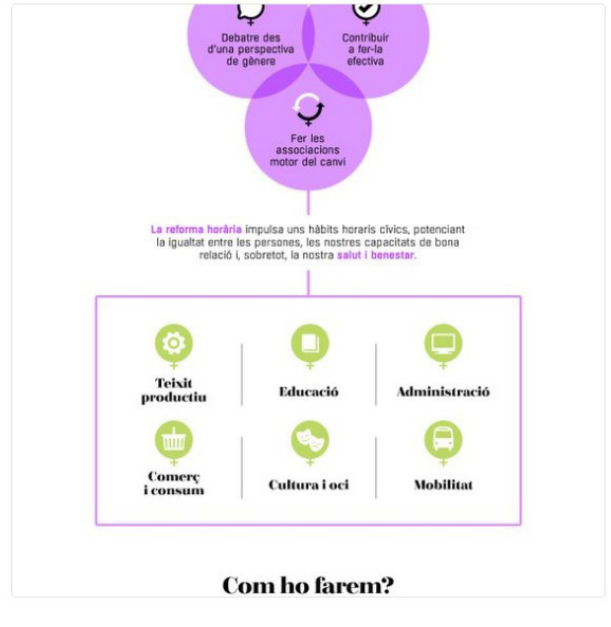 Debatre des
d'una perspectiva
de gènere
Contribuir
a fer-la
efectiva
Fer les
associacions
motor del canvi
La reforma horària impulsa uns hàbits horaris cívics, potenciant
la igualtat entre les persones, les nostres capacitats de bona
relació i, sobretot, la nostra salut i benestar.
Teixit
productiu
Educació
Administració
Comerç
i consum
Cultura i oci
Mobilitat
Com ho farem?